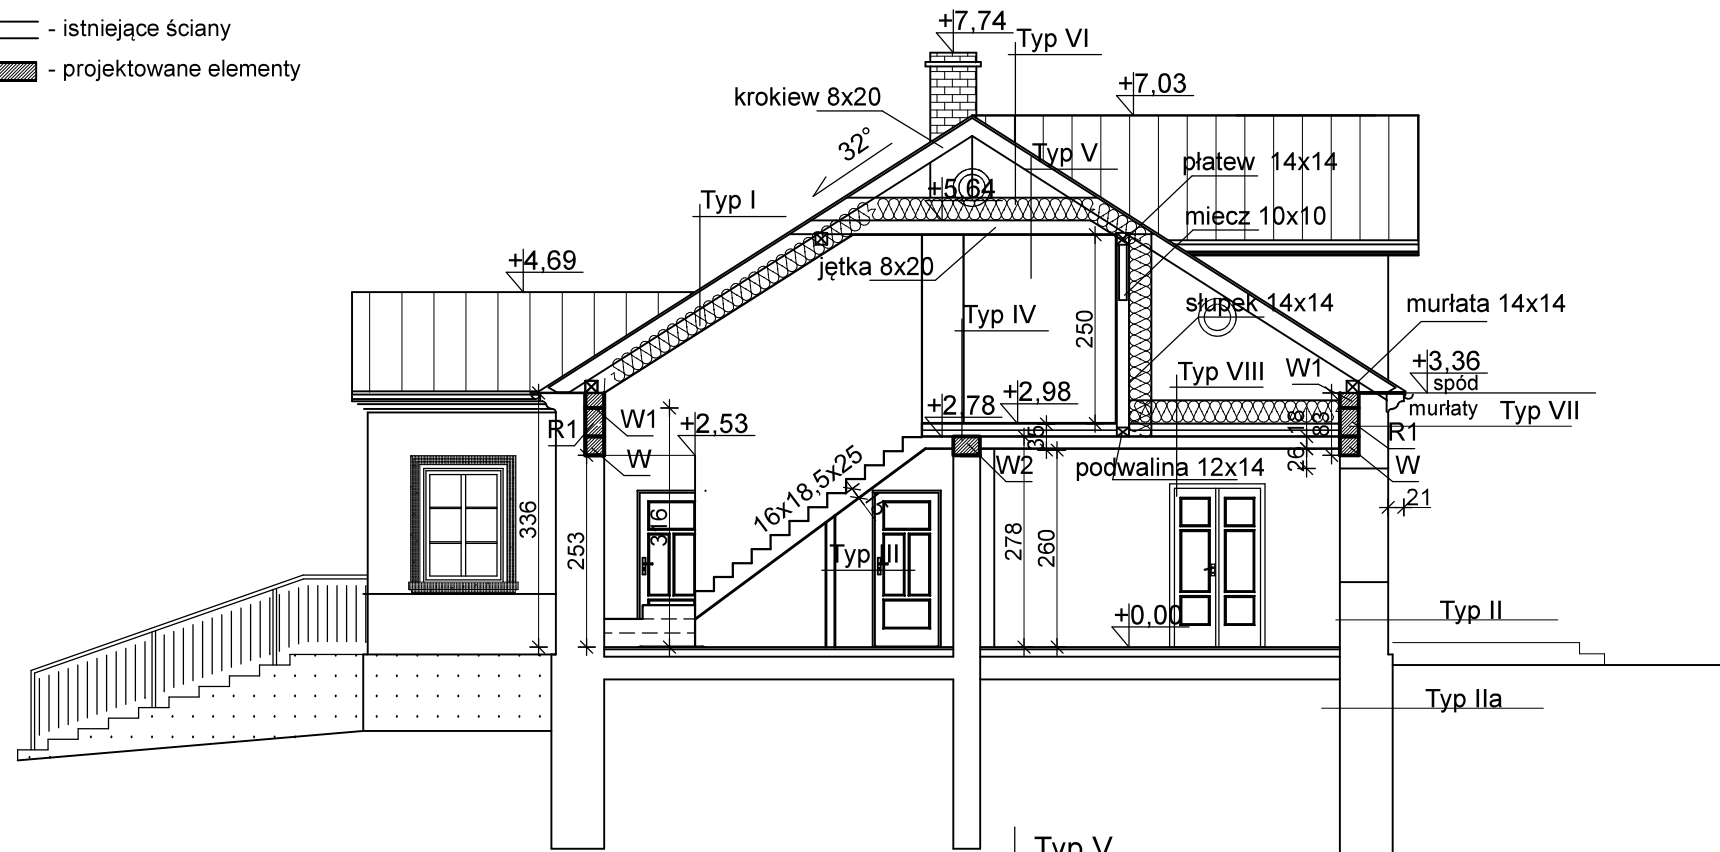 - istniejące ściany
- projektowane elementy
+7,74
Typ VI
+7,03
krokiew 8x20
32°
Typ V
płatew 14x14
+5,64
Typ I
miecz 10x10
+4,69
jętka 8x20
słupek 14x14
murłata 14x14
Typ IV
250
+3,36
spód
murłaty
W1
Typ VIII
+2,98
+2,78
Typ VII
W1
R1
+2,53
W
35
18
83
R1
26
W
W2
podwalina 12x14
16x18,5x25
15
21
336
253
316
278
260
Typ III
+0,00
Typ II
Typ IIa
Typ V